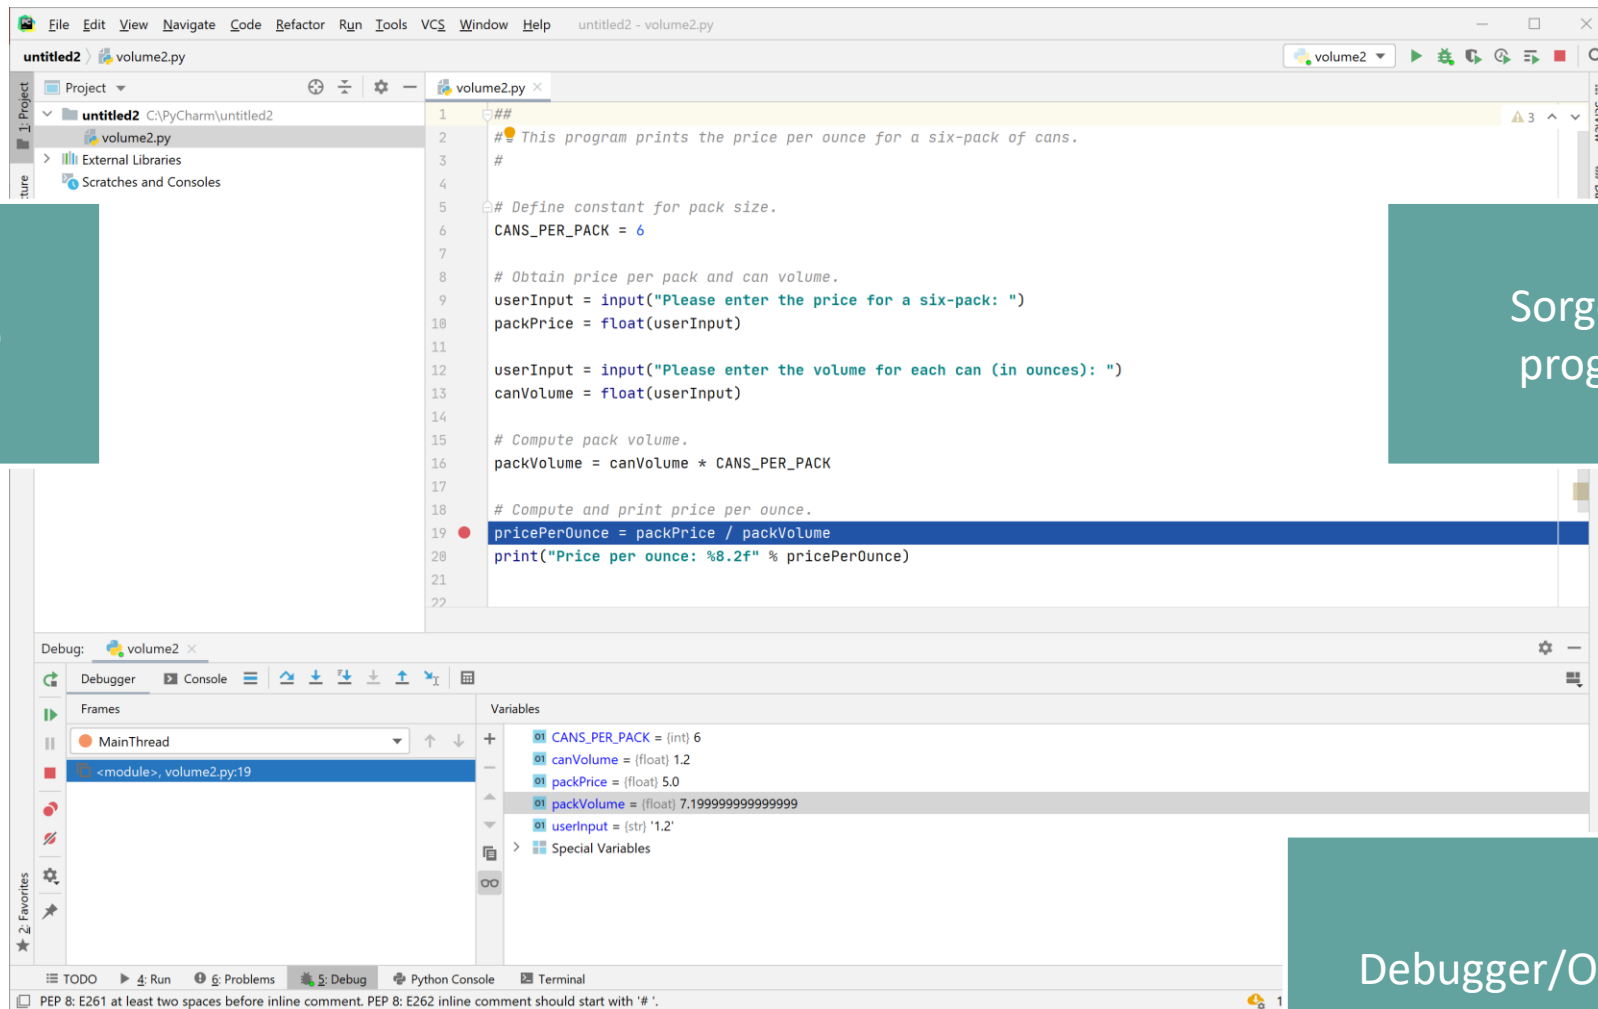 File Edit View Navigate Code Refactor Run Tools VCS Window Help untitled2 - volume2.py
untitled2 volume2.py
volume2
1: Project
Project
untitled2 C:\PyCharm\untitled2
volume2.py
External Libraries
Scratches and Consoles
volume2.py
3
1 ##
2 # This program prints the price per ounce for a six-pack of cans.
3 #
4
5 # Define constant for pack size.
6 CANS_PER_PACK = 6
7
8 # Obtain price per pack and can volume.
9 userInput = input("Please enter the price for a six-pack: ")
10 packPrice = float(userInput)
11
12 userInput = input("Please enter the volume for each can (in ounces): ")
13 canVolume = float(userInput)
14
15 # Compute pack volume.
16 packVolume = canVolume * CANS_PER_PACK
17
18 # Compute and print price per ounce.
19 pricePerOunce = packPrice / packVolume
20 print("Price per ounce: %8.2f" % pricePerOunce)
21
22
Sorg
prog
Debug: volume2
Debugger Console
Frames
MainThread
<module>, volume2.py:19
Variables
CANS_PER_PACK = {int} 6
canVolume = {float} 1.2
packPrice = {float} 5.0
packVolume = {float} 7.199999999999999
userInput = {str} '1.2'
Special Variables
2: Favorites
Debugger/O
TODO 4: Run 6: Problems 5: Debug Python Console Terminal
PEP 8: E261 at least two spaces before inline comment. PEP 8: E262 inline comment should start with '# '.
1